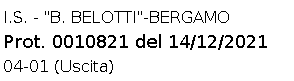 I.S. - "B. BELOTTI"-BERGAMO
Prot. 0010821 del 14/12/2021
04-01 (Uscita)